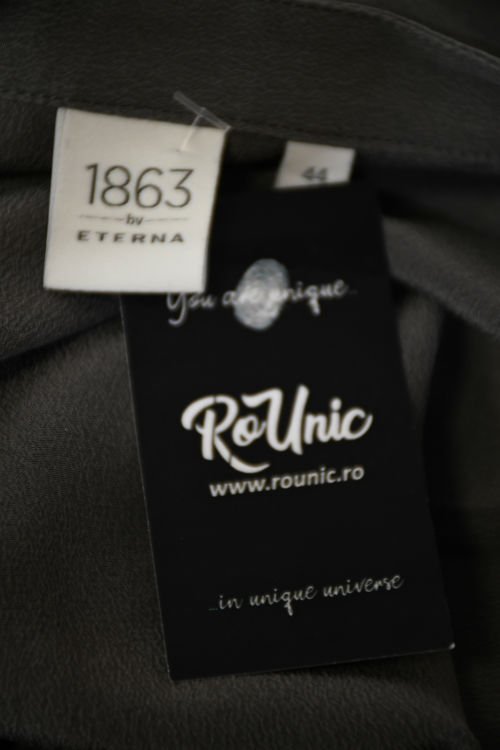 1863
by
ETERNA
44
You are unique...
RoUnic
www.rounic.ro
...in unique universe